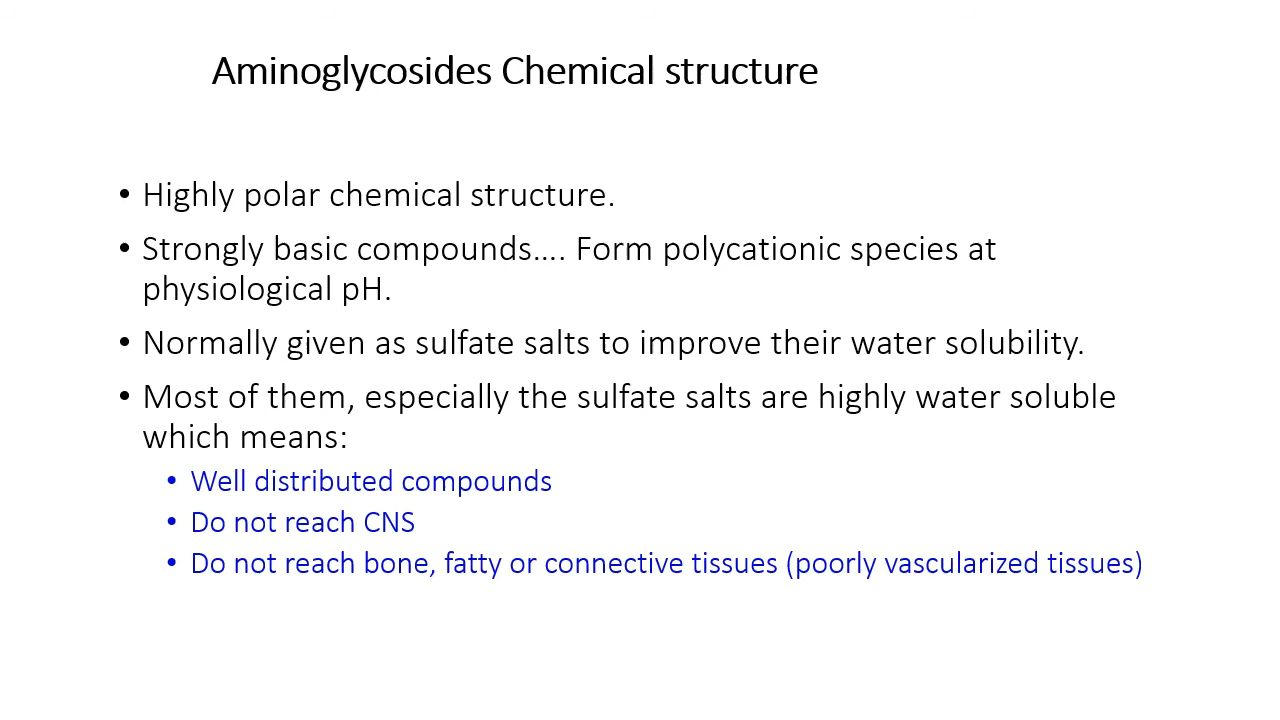 Aminoglycosides Chemical structure
• Highly polar chemical structure.
• Strongly basic compounds.... Form polycationic species at
physiological pH.
• Normally given as sulfate salts to improve their water solubility.
• Most of them, especially the sulfate salts are highly water soluble
which means:
• Well distributed compounds
• Do not reach CNS
• Do not reach bone, fatty or connective tissues (poorly vascularized tissues)